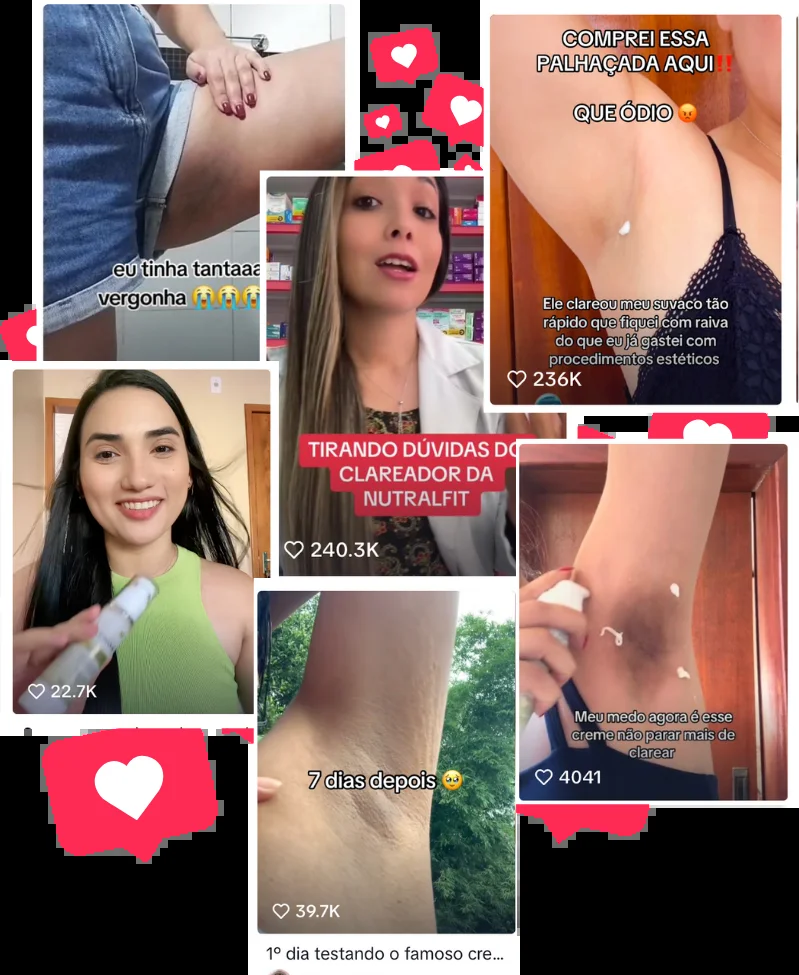 COMPREI ESSA
PALHAÇADA AQUI‼️
QUE ÓDIO 😡
eu tinha tantaaa
vergonha 😭😭😭
Ele clareou meu suvaco tão
rápido que fiquei com raiva
do que eu já gastei com
procedimentos estéticos
236K
TIRANDO DÚVIDAS DO
CLAREADOR DA
NUTRALFIT
240.3K
22.7K
Meu medo agora é esse
creme não parar mais de
clarear
4041
7 dias depois 🥹
39.7K
1º dia testando o famoso cre...